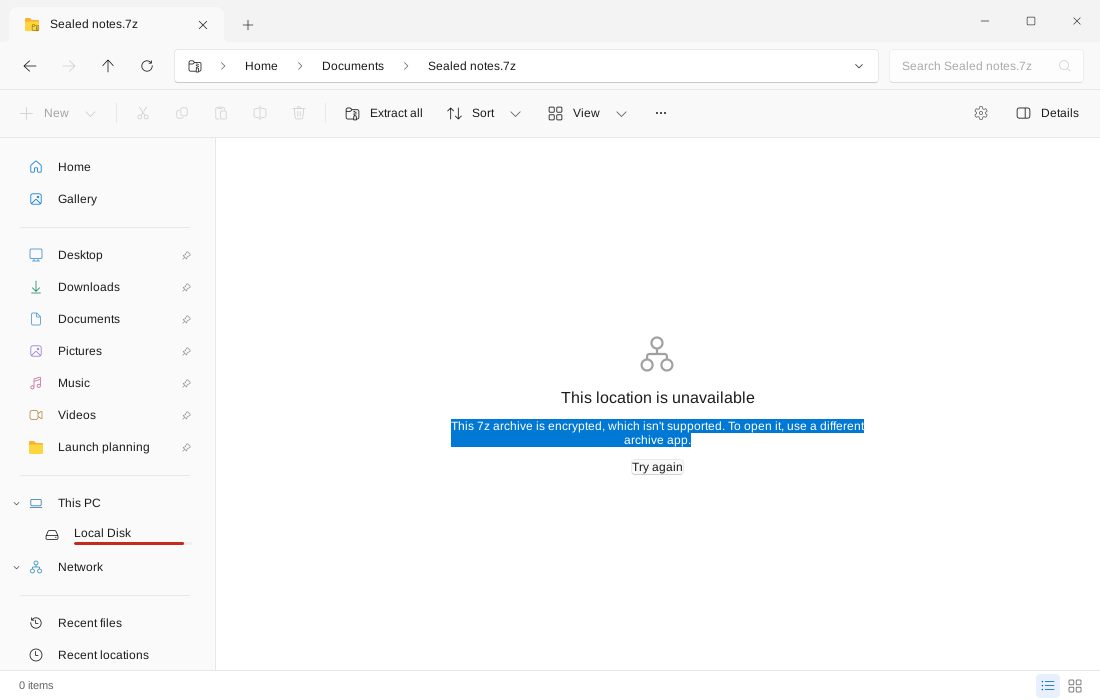 Sealed notes.7z
Home
Documents
Sealed notes.7z
Search Sealed notes.7z
New
Extract all
Sort
View
Details
Home
Gallery
Desktop
Downloads
Documents
Pictures
Music
Videos
Launch planning
This PC
Local Disk
Network
Recent files
Recent locations
This location is unavailable
This 7z archive is encrypted, which isn't supported. To open it, use a different
archive app.
Try again
0 items